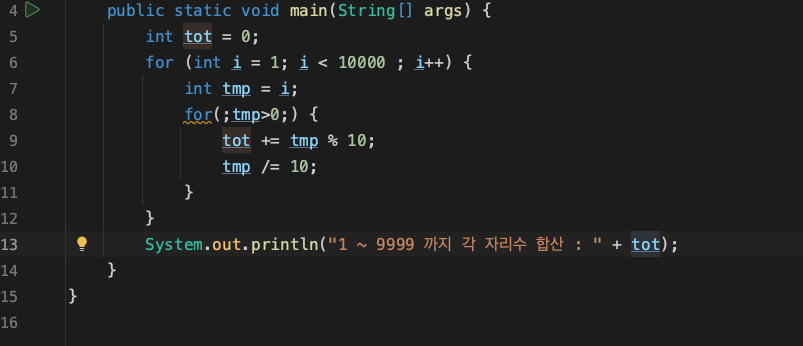 4 public static void main(String[] args) {
5 int tot = 0;
6 for (int i = 1; i < 10000 ; i++) {
7 int tmp = i;
8 for(;tmp>0;) {
9 tot += tmp % 10;
10 tmp /= 10;
11 }
12 }
13 System.out.println("1 ~ 9999 까지 각 자리수 합산 : " + tot);
14 }
15 }
16